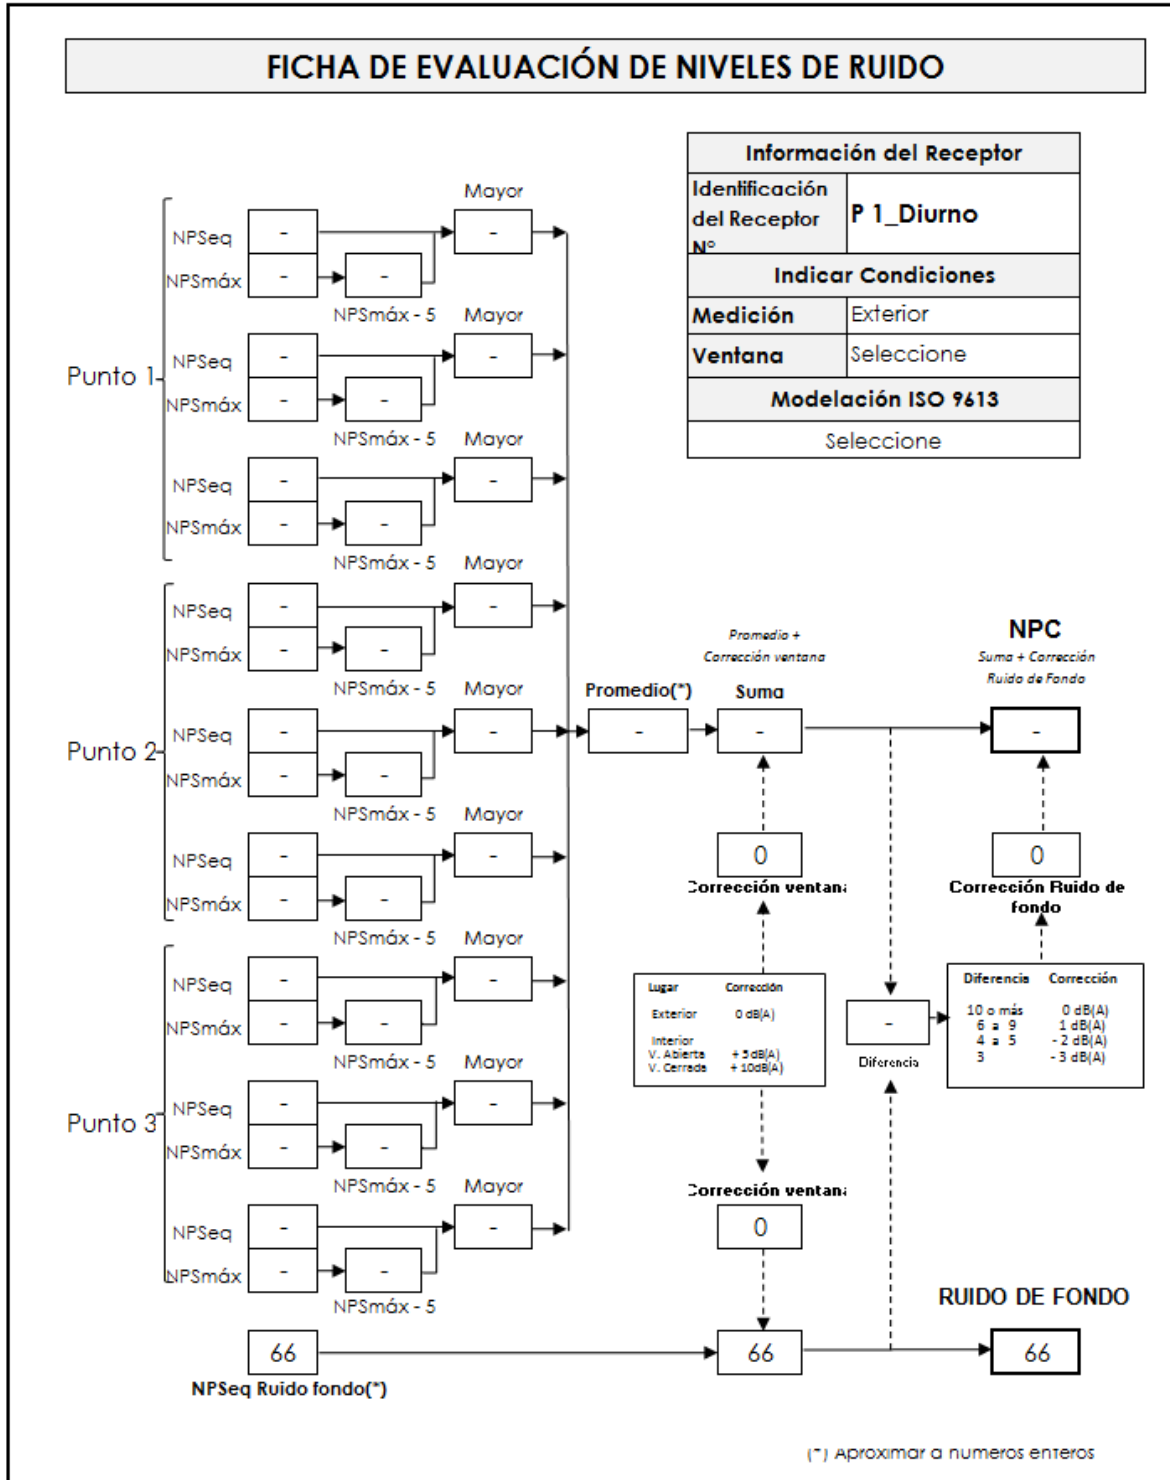 FICHA DE EVALUACIÓN DE NIVELES DE RUIDO
Información del Receptor
Identificación
del Receptor
N°
P 1_Diurno
Indicar Condiciones
Medición Exterior
Ventana Seleccione
Modelación ISO 9613
Seleccione
Punto 1
Mayor
NPSeq - -
NPSmáx - -
NPSmáx - 5 Mayor
NPSeq - -
NPSmáx - -
NPSmáx - 5 Mayor
NPSeq - -
NPSmáx - -
NPSmáx - 5 Mayor
Punto 2
NPSeq - -
NPSmáx - -
NPSmáx - 5 Mayor
NPSeq - -
NPSmáx - -
NPSmáx - 5 Mayor
NPSeq - -
NPSmáx - -
NPSmáx - 5 Mayor
Punto 3
NPSeq - -
NPSmáx - -
NPSmáx - 5 Mayor
NPSeq - -
NPSmáx - -
NPSmáx - 5 Mayor
NPSeq - -
NPSmáx - -
NPSmáx - 5
Promedio(*)
-
Promedio +
Corrección ventana
Suma
-
0
Corrección ventana
Lugar Corrección
Exterior 0 dB(A)
Interior
V. Abierta + 5dB(A)
V. Cerrada + 10dB(A)
Corrección ventana
0
NPC
Suma + Corrección
Ruido de Fondo
-
0
Corrección Ruido de
fondo
-
Diferencia
Diferencia Corrección
10 o más 0 dB(A)
6 a 9 1 dB(A)
4 a 5 - 2 dB(A)
3 - 3 dB(A)
RUIDO DE FONDO
66 66 66
NPSeq Ruido fondo(*)
(*) Aproximar a numeros enteros